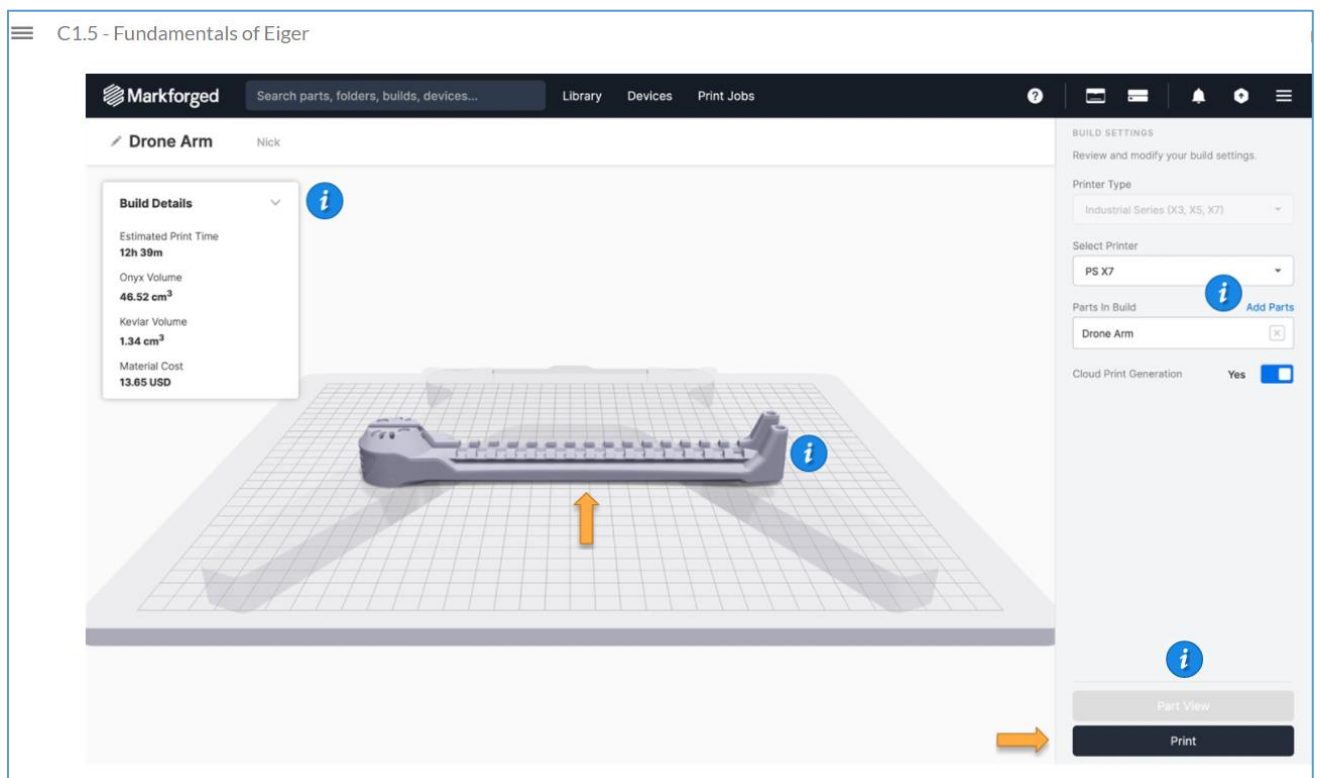 C1.5 - Fundamentals of Eiger
Markforged
Search parts, folders, builds, devices...
Library
Devices
Print Jobs
?
Drone Arm
Nick
Build Details
i
Estimated Print Time
12h 39m
Onyx Volume
46.52 cm³
Kevlar Volume
1.34 cm³
Material Cost
13.65 USD
i
BUILD SETTINGS
Review and modify your build settings.
Printer Type
Industrial Series (X3, X5, X7)
Select Printer
PS X7
i
Parts In Build
Add Parts
Drone Arm
Cloud Print Generation
Yes
i
Part View
Print